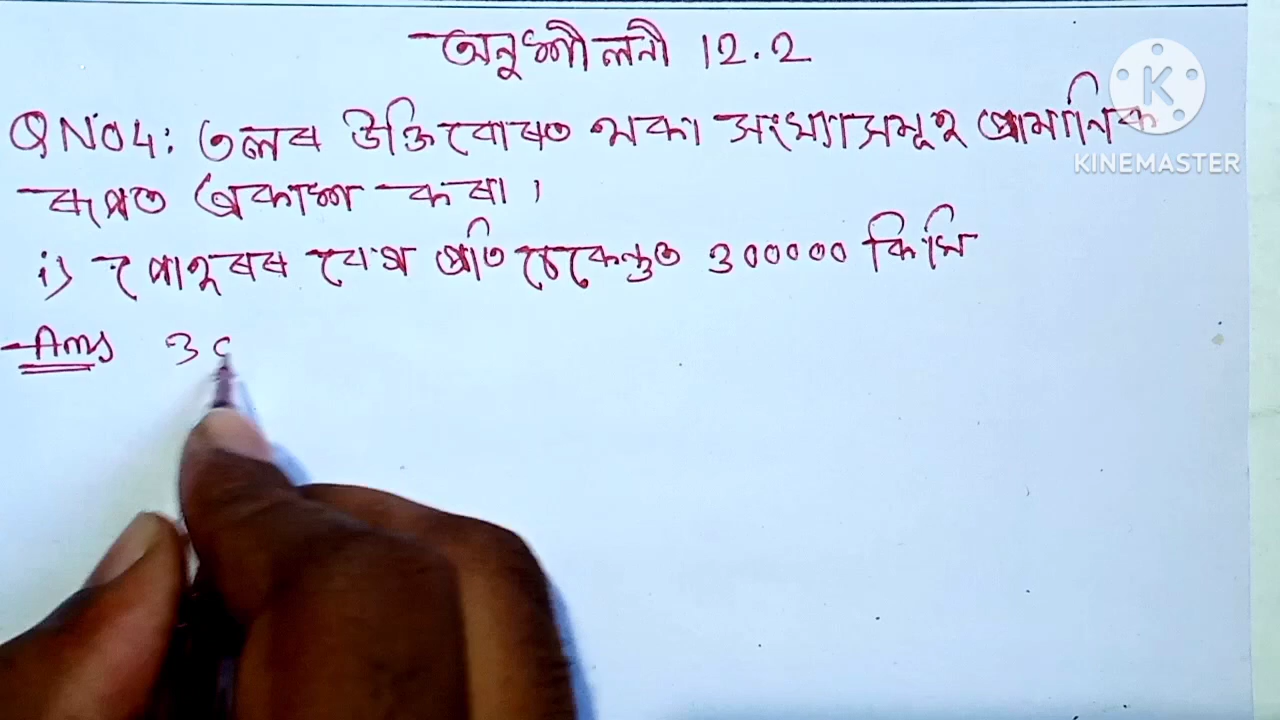 অনুশীলনী 12.2
Q NO 4: তলৰ উক্তিবোৰত থকা সংখ্যাসমূহ প্ৰামানিক
ৰূপত প্ৰকাশ কৰা।
i) পোহৰৰ বেগ প্ৰতি ছেকেন্ডত 300000 কিমি
Ans 3
KINEMASTER